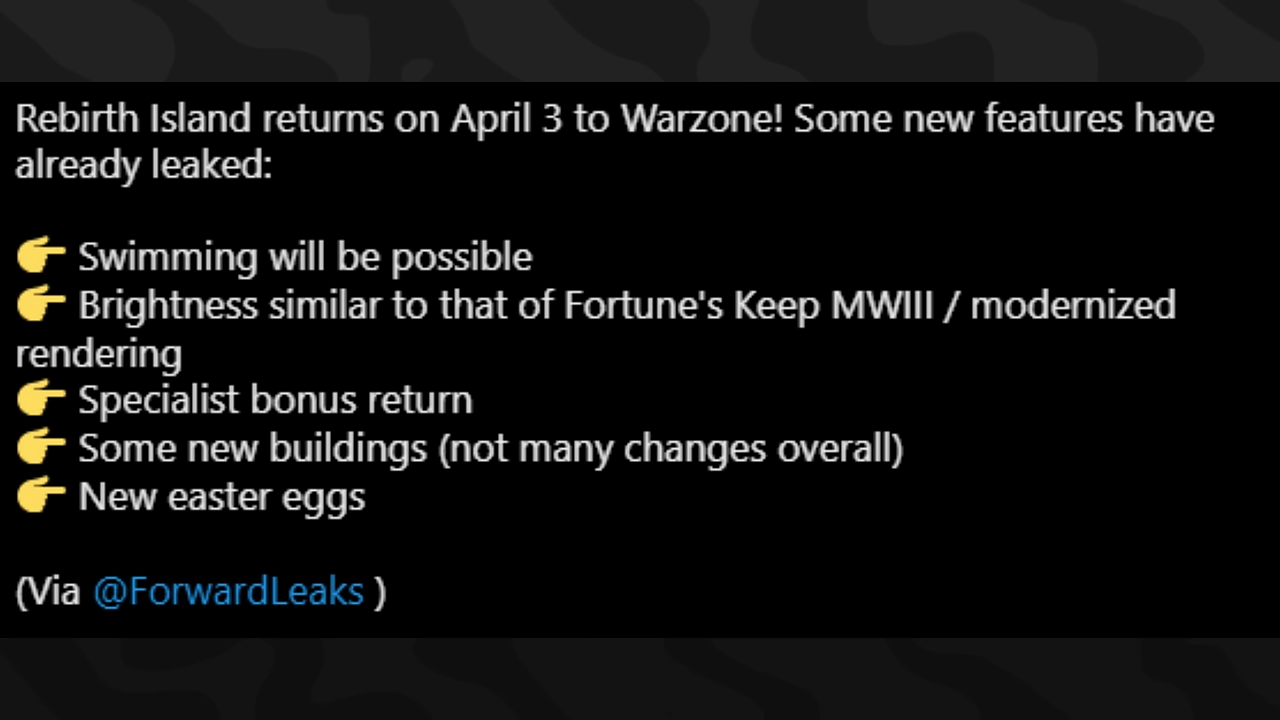 Rebirth Island returns on April 3 to Warzone! Some new features have
already leaked:
👉 Swimming will be possible
👉 Brightness similar to that of Fortune's Keep MWIII / modernized
rendering
👉 Specialist bonus return
👉 Some new buildings (not many changes overall)
👉 New easter eggs
(Via @ForwardLeaks )